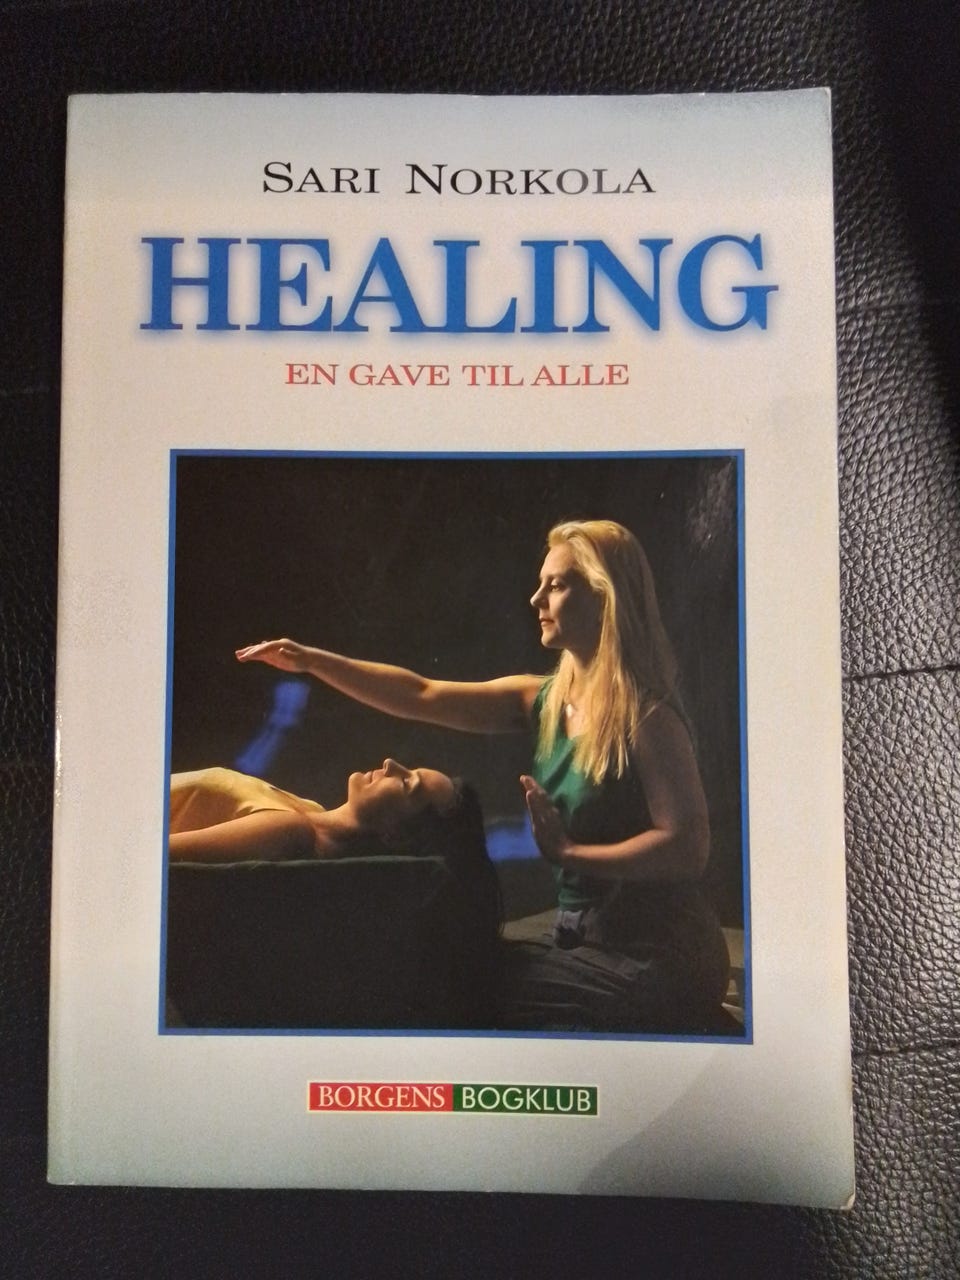 SARI NORKOLA
HEALING
EN GAVE TIL ALLE
BORGENS BOGKLUB